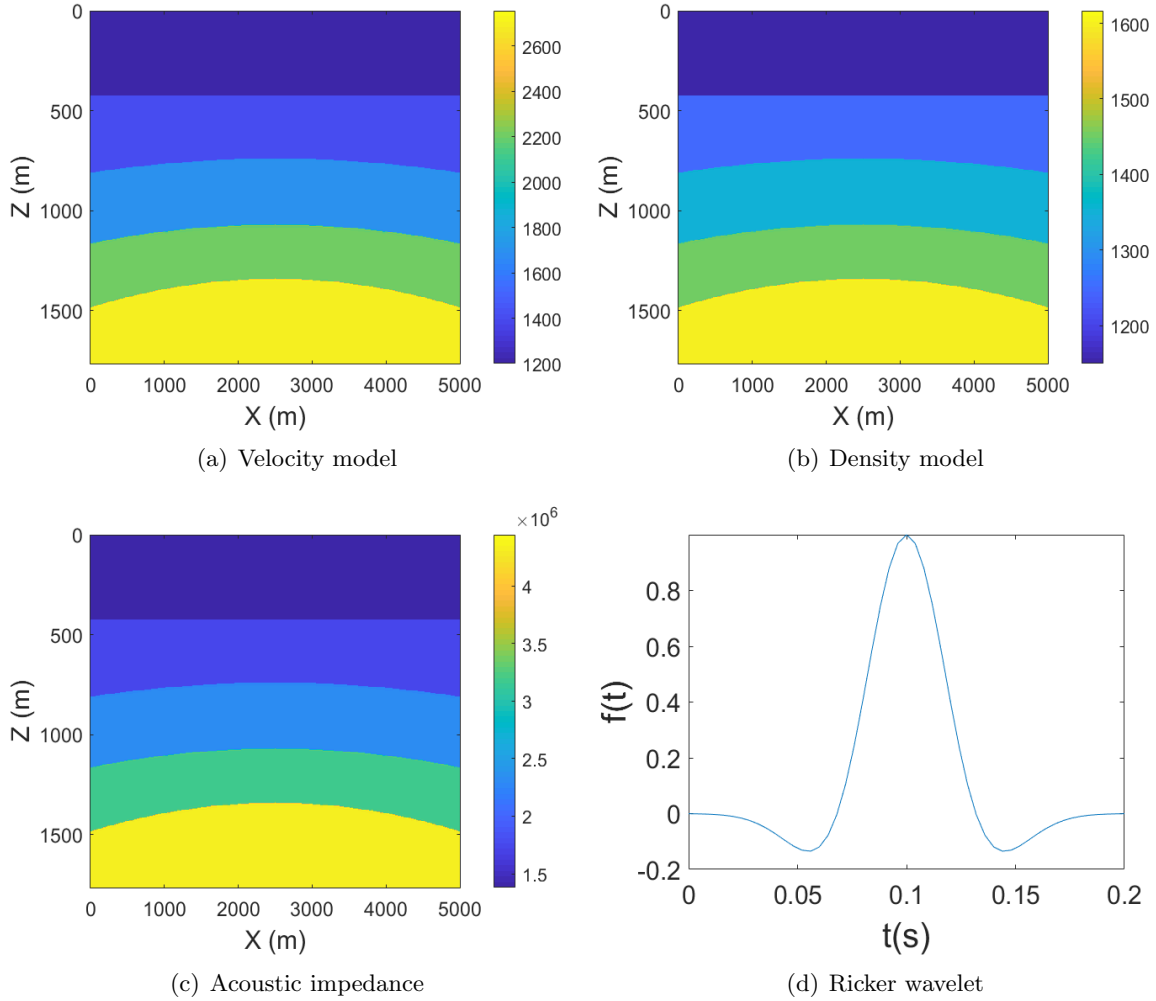 0
500
1000
1500
Z (m)
0 1000 2000 3000 4000 5000
X (m)
2600
2400
2200
2000
1800
1600
1400
1200
(a) Velocity model
0
500
1000
1500
Z (m)
0 1000 2000 3000 4000 5000
X (m)
1600
1500
1400
1300
1200
(b) Density model
0
500
1000
1500
Z (m)
0 1000 2000 3000 4000 5000
X (m)
×10⁶
4
3.5
3
2.5
2
1.5
(c) Acoustic impedance
0.8
0.6
0.4
0.2
0
-0.2
f(t)
0 0.05 0.1 0.15 0.2
t(s)
(d) Ricker wavelet